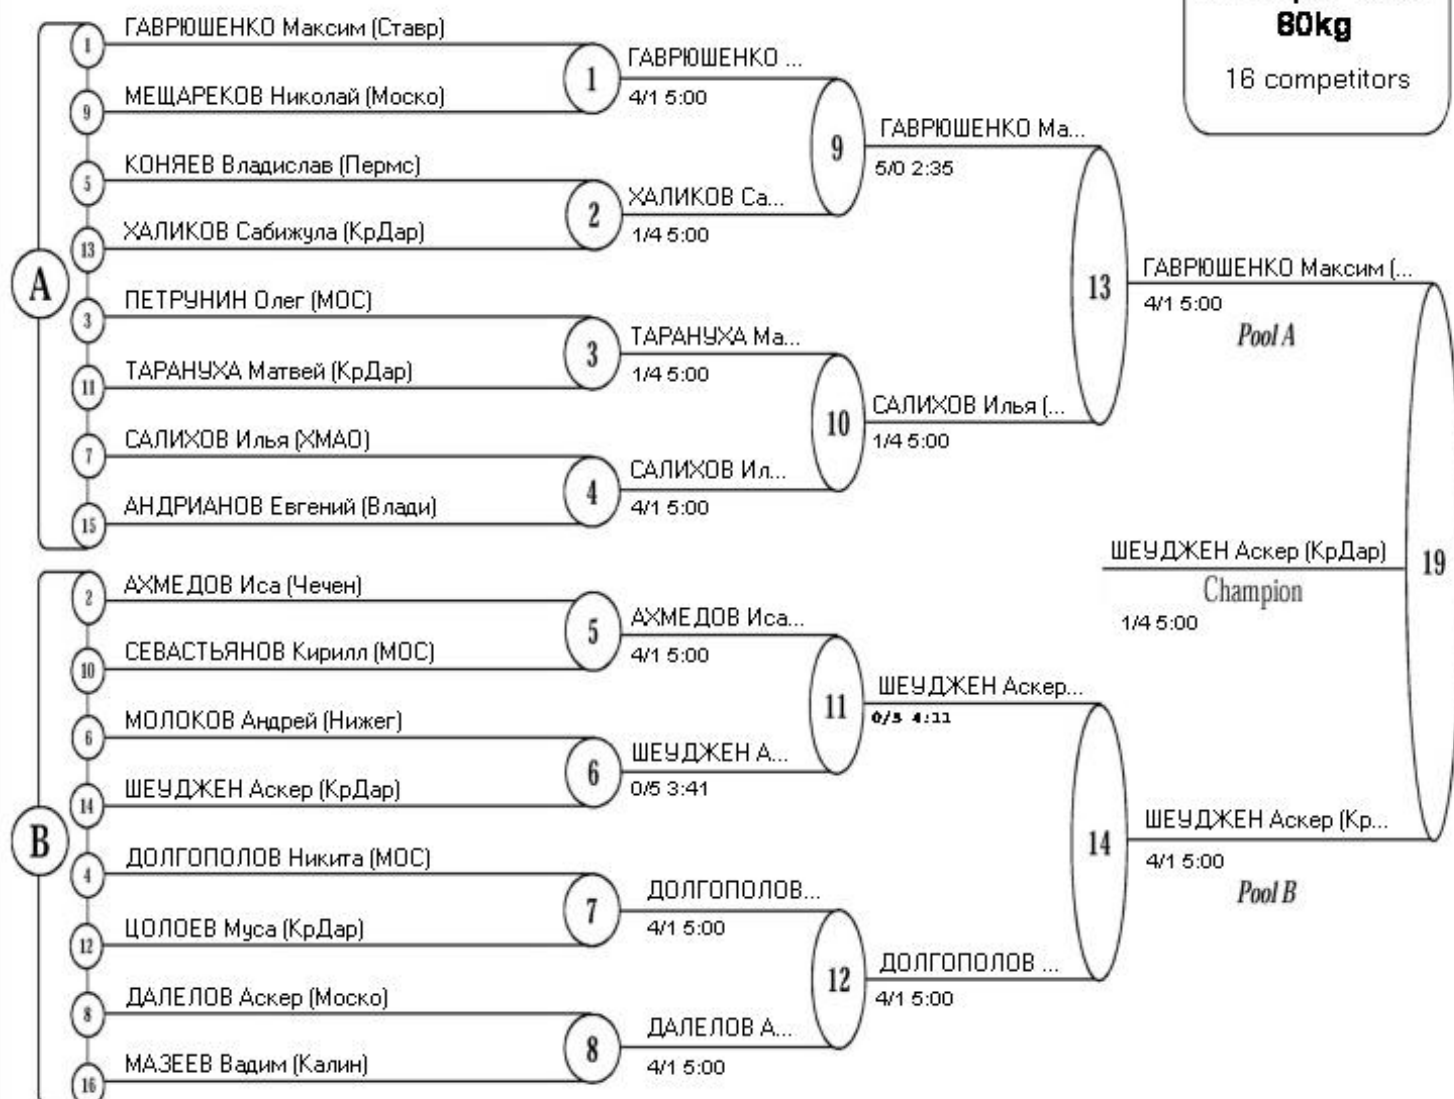 80kg
16 competitors
A
1
ГАВРЮШЕНКО Максим (Ставр)
9
МЕЩАРЕКОВ Николай (Моско)
5
КОНЯЕВ Владислав (Пермс)
13
ХАЛИКОВ Сабижула (КрДар)
3
ПЕТРУНИН Олег (МОС)
11
ТАРАНУХА Матвей (КрДар)
7
САЛИХОВ Илья (ХМАО)
15
АНДРИАНОВ Евгений (Влади)
B
2
АХМЕДОВ Иса (Чечен)
10
СЕВАСТЬЯНОВ Кирилл (МОС)
6
МОЛОКОВ Андрей (Нижег)
14
ШЕУДЖЕН Аскер (КрДар)
4
ДОЛГОПОЛОВ Никита (МОС)
12
ЦОЛОЕВ Муса (КрДар)
8
ДАЛЕЛОВ Аскер (Моско)
16
МАЗЕЕВ Вадим (Калин)
1
ГАВРЮШЕНКО ...
4/1 5:00
2
ХАЛИКОВ Са...
1/4 5:00
3
ТАРАНУХА Ма...
1/4 5:00
4
САЛИХОВ Ил...
4/1 5:00
5
АХМЕДОВ Иса...
4/1 5:00
6
ШЕУДЖЕН А...
0/5 3:41
7
ДОЛГОПОЛОВ...
4/1 5:00
8
ДАЛЕЛОВ А...
4/1 5:00
9
ГАВРЮШЕНКО Ма...
5/0 2:35
10
САЛИХОВ Илья (...
1/4 5:00
11
ШЕУДЖЕН Аскер...
0/5 4:11
12
ДОЛГОПОЛОВ ...
4/1 5:00
13
ГАВРЮШЕНКО Максим (...
4/1 5:00
Pool A
14
ШЕУДЖЕН Аскер (Кр...
4/1 5:00
Pool B
19
ШЕУДЖЕН Аскер (КрДар)
Champion
1/4 5:00